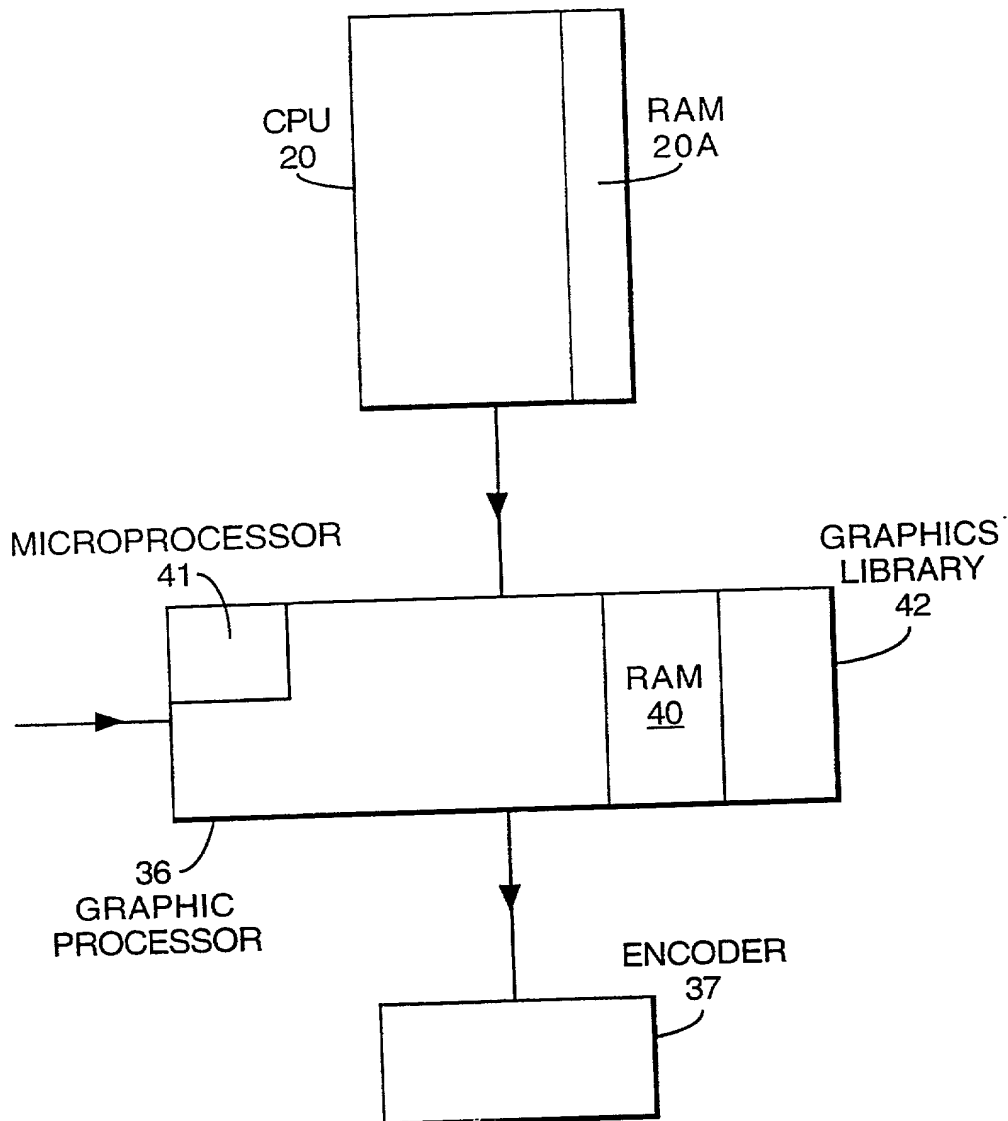 CPU
20
RAM
20A
MICROPROCESSOR
41
GRAPHICS
LIBRARY
42
RAM
40
36
GRAPHIC
PROCESSOR
ENCODER
37